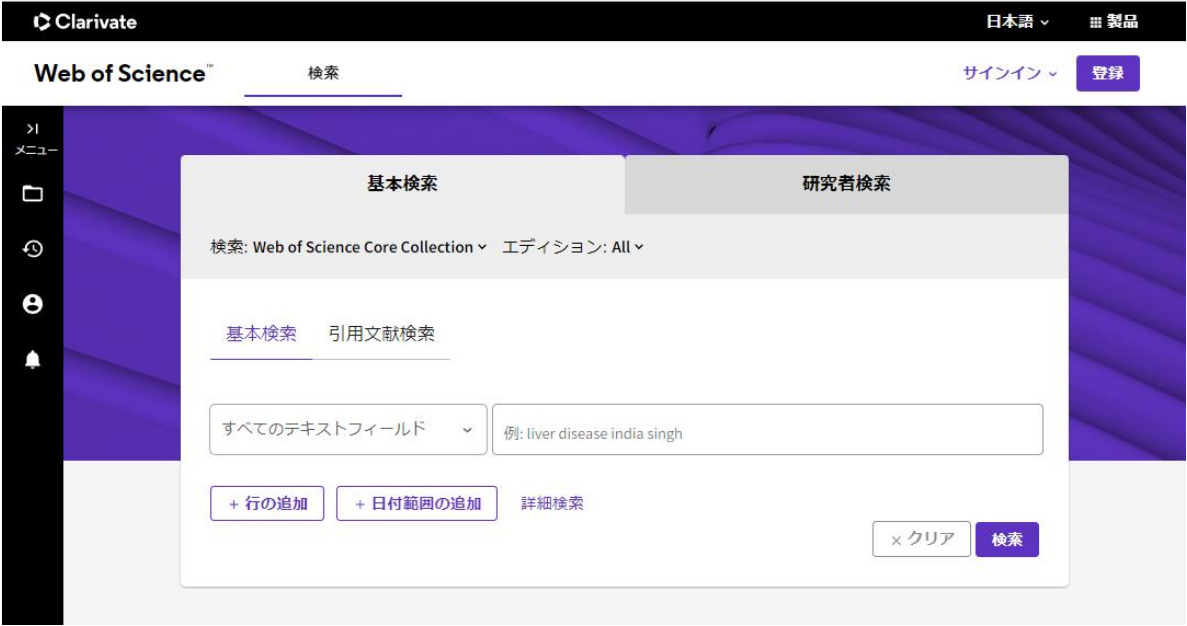 Clarivate 日本語 製品
Web of Science™ 検索 サインイン 登録
メニュー
基本検索 研究者検索
検索: Web of Science Core Collection エディション: All
基本検索 引用文献検索
すべてのテキストフィールド 例: liver disease india singh
+ 行の追加 + 日付範囲の追加 詳細検索
× クリア 検索